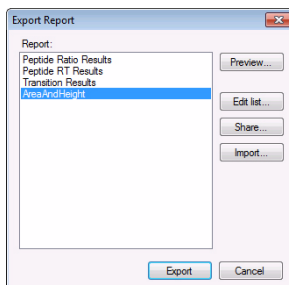 Export Report
Report:
Peptide Ratio Results
Preview...
Peptide RT Results
Transition Results
AreaAndHeight
Edit list...
Share...
Import...
Export
Cancel